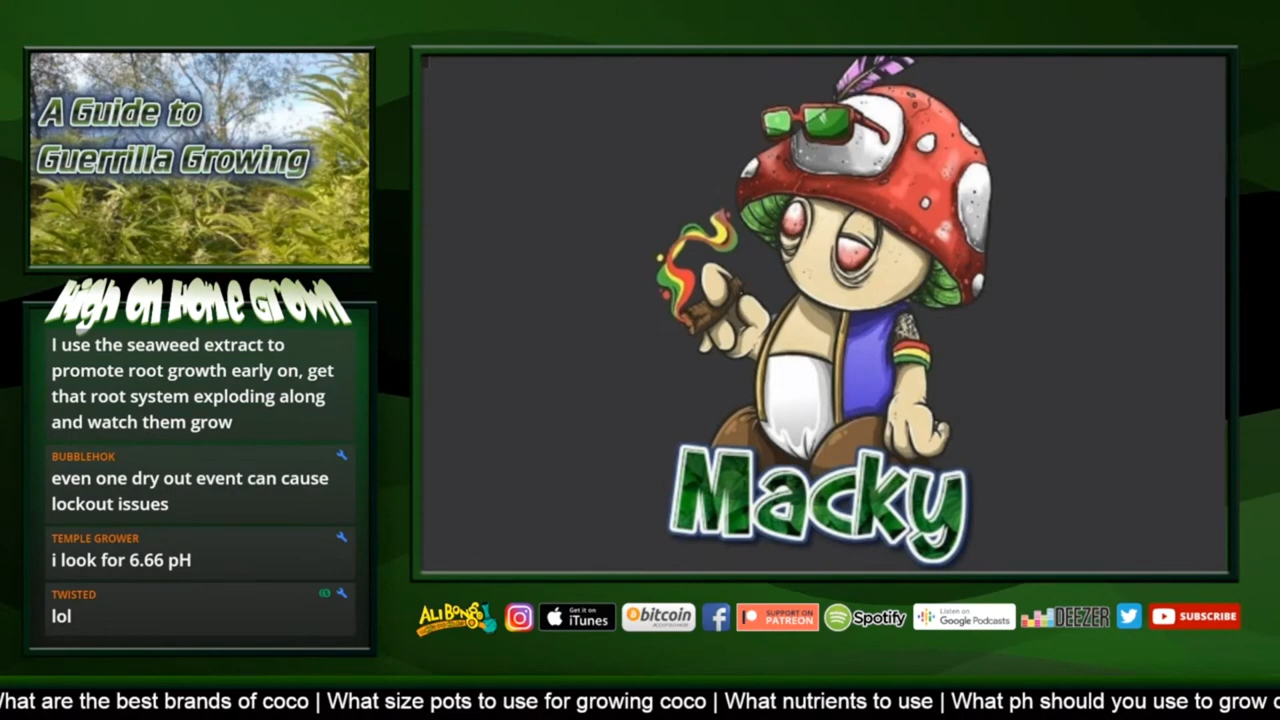 A Guide to
Guerrilla Growing
High on Home Grown
I use the seaweed extract to
promote root growth early on, get
that root system exploding along
and watch them grow
BUBBLEHOK
even one dry out event can cause
lockout issues
TEMPLE GROWER
i look for 6.66 pH
TWISTED
lol
Macky
ALI BONGO
Get it on
iTunes
bitcoin
ACCEPTED HERE
SUPPORT ON
PATREON
Spotify
Listen on
Google Podcasts
DEEZER
SUBSCRIBE
What are the best brands of coco | What size pots to use for growing coco | What nutrients to use | What ph should you use to grow